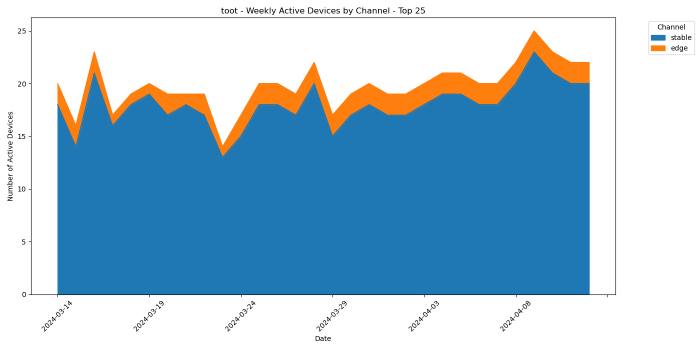 toot - Weekly Active Devices by Channel - Top 25
Number of Active Devices
25
20
15
10
5
0
2024-03-14
2024-03-19
2024-03-24
2024-03-29
2024-04-03
2024-04-08
Date
Channel
stable
edge